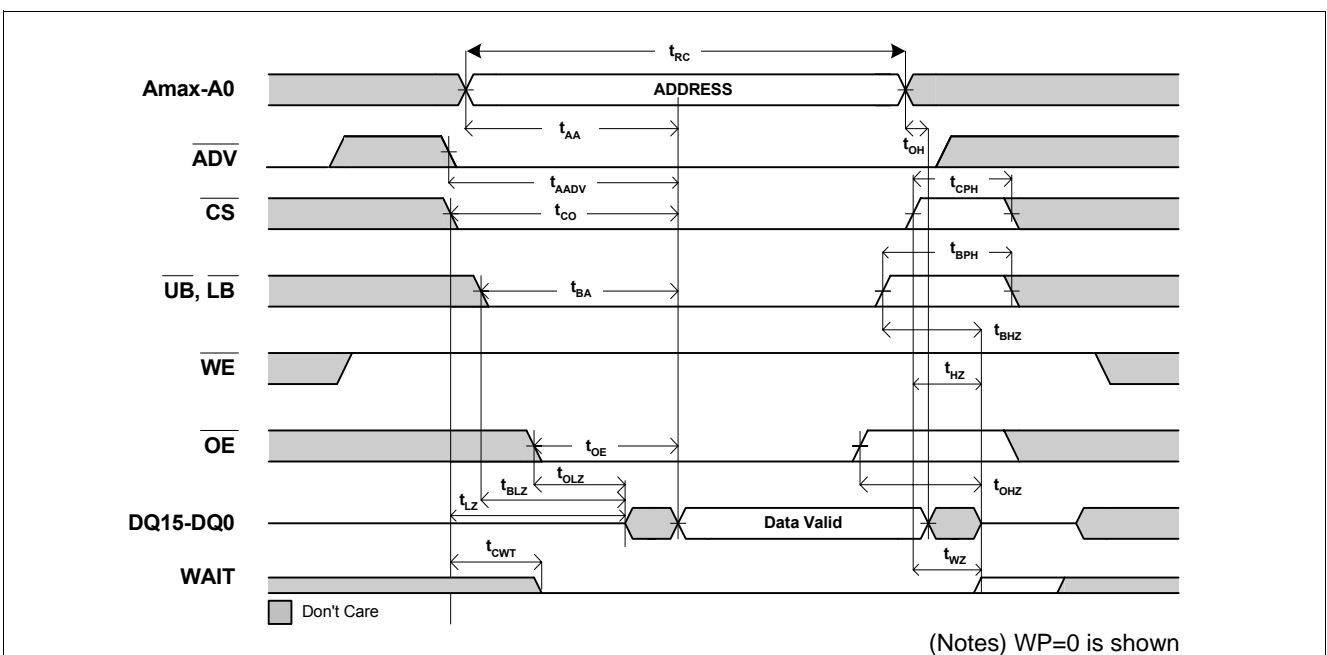 tRC
Amax-A0 ADDRESS
tAA
tOH
ADV
tAADV tCPH
CS tCO
tBPH
UB, LB tBA
tBHZ
WE
tHZ
OE tOE
tOLZ
tBLZ tOHZ
tLZ
DQ15-DQ0 Data Valid
tCWT tWZ
WAIT
Don't Care
(Notes) WP=0 is shown